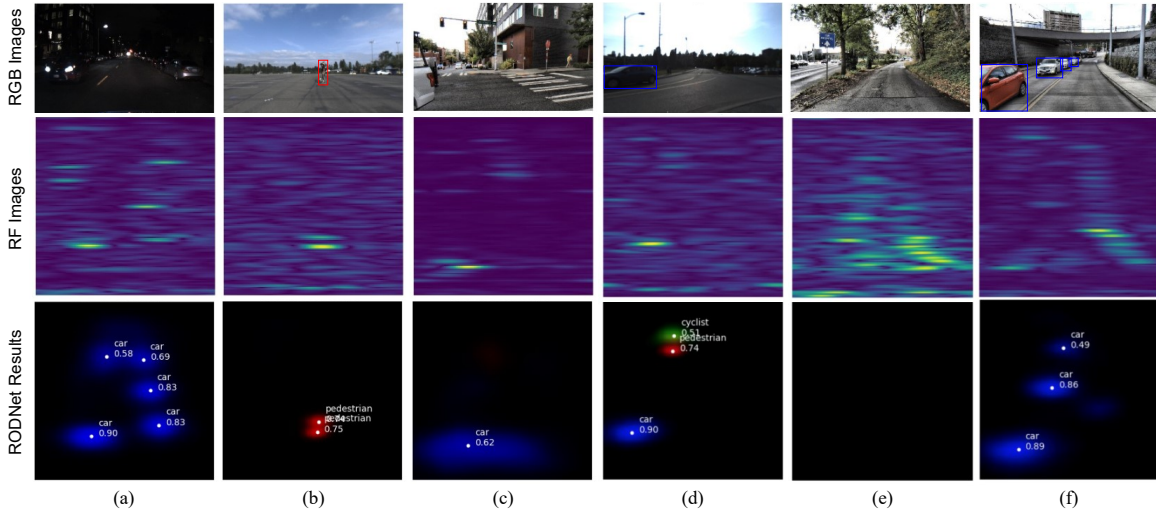 RGB Images
RF Images
RODNet Results
car
0.58
car
0.69
car
0.83
car
0.83
car
0.90
pedestrian
pedestrian
0.75
car
0.62
cyclist
0.51
pedestrian
0.74
car
0.90
car
0.49
car
0.86
car
0.89
(a) (b) (c) (d) (e) (f)